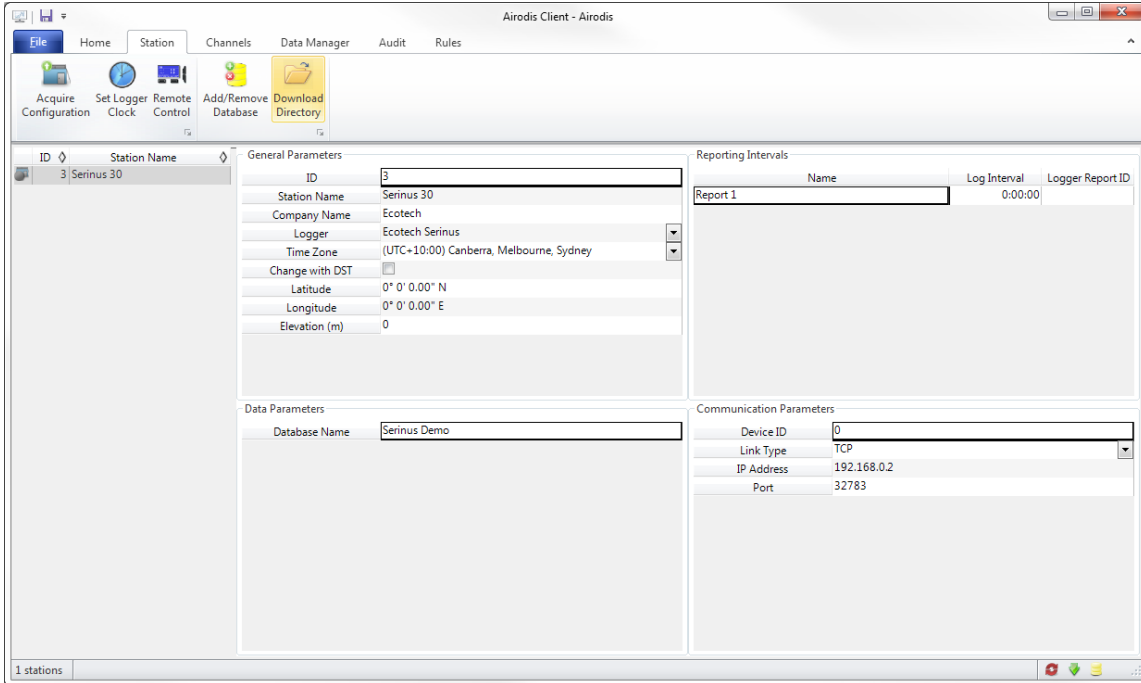 Airodis Client - Airodis
File Home Station Channels Data Manager Audit Rules
Acquire Configuration
Set Logger Clock
Remote Control
Add/Remove Database
Download Directory
ID Station Name
3 Serinus 30
General Parameters
ID 3
Station Name Serinus 30
Company Name Ecotech
Logger Ecotech Serinus
Time Zone (UTC+10:00) Canberra, Melbourne, Sydney
Change with DST
Latitude 0° 0' 0.00" N
Longitude 0° 0' 0.00" E
Elevation (m) 0
Reporting Intervals
Name Log Interval Logger Report ID
Report 1 0:00:00
Data Parameters
Database Name Serinus Demo
Communication Parameters
Device ID 0
Link Type TCP
IP Address 192.168.0.2
Port 32783
1 stations